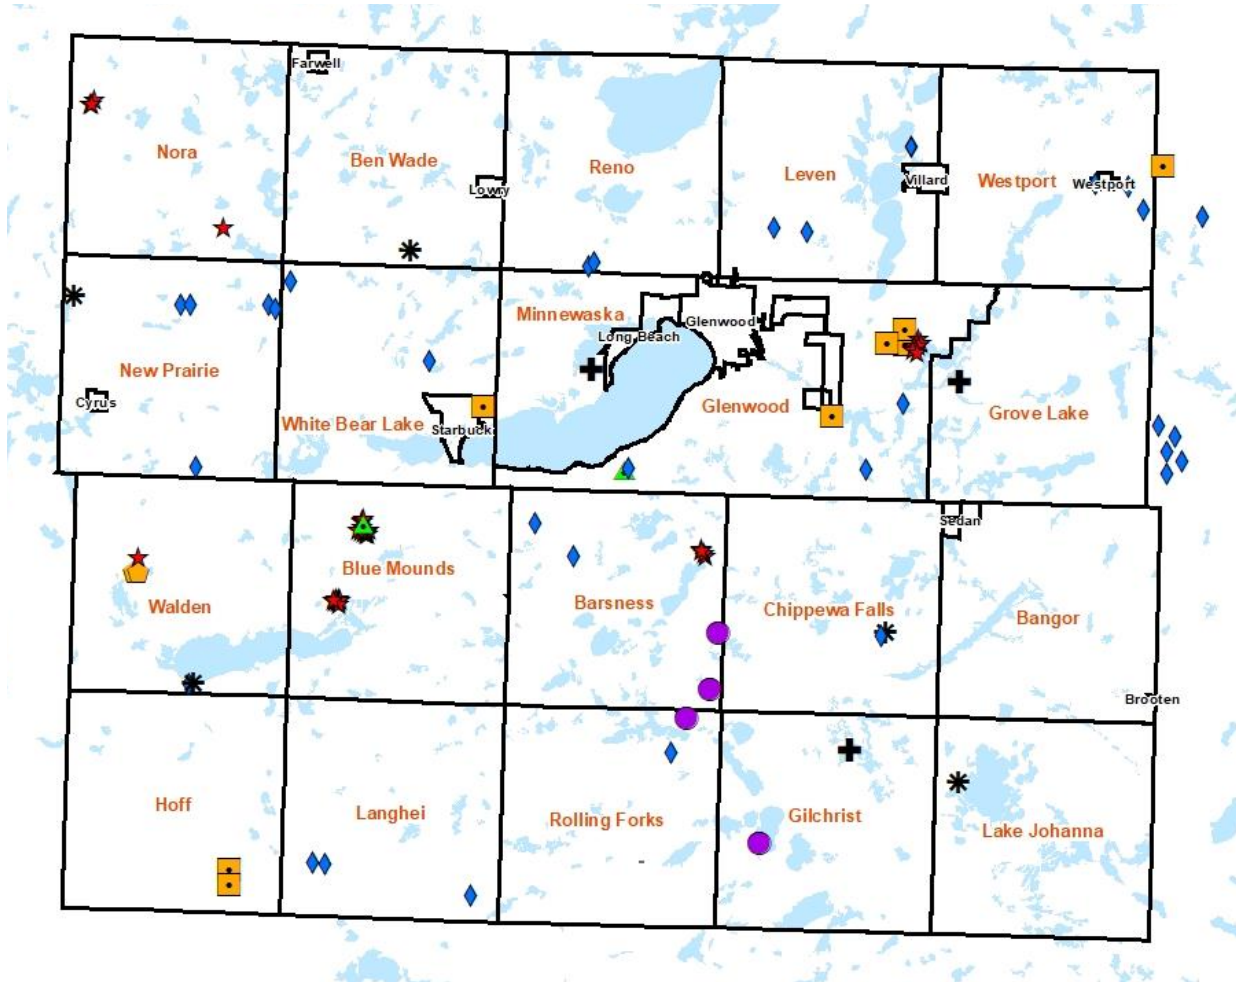 Farwell
Nora
Ben Wade
Reno
Leven
Villard
Westport
Westport
Lowry
Minnewaska
Glenwood
Long Beach
New Prairie
Cyrus
White Bear Lake
Starbuck
Glenwood
Grove Lake
Sedan
Blue Mounds
Walden
Barsness
Chippewa Falls
Bangor
Brooten
Hoff
Langhei
Rolling Forks
Gilchrist
Lake Johanna